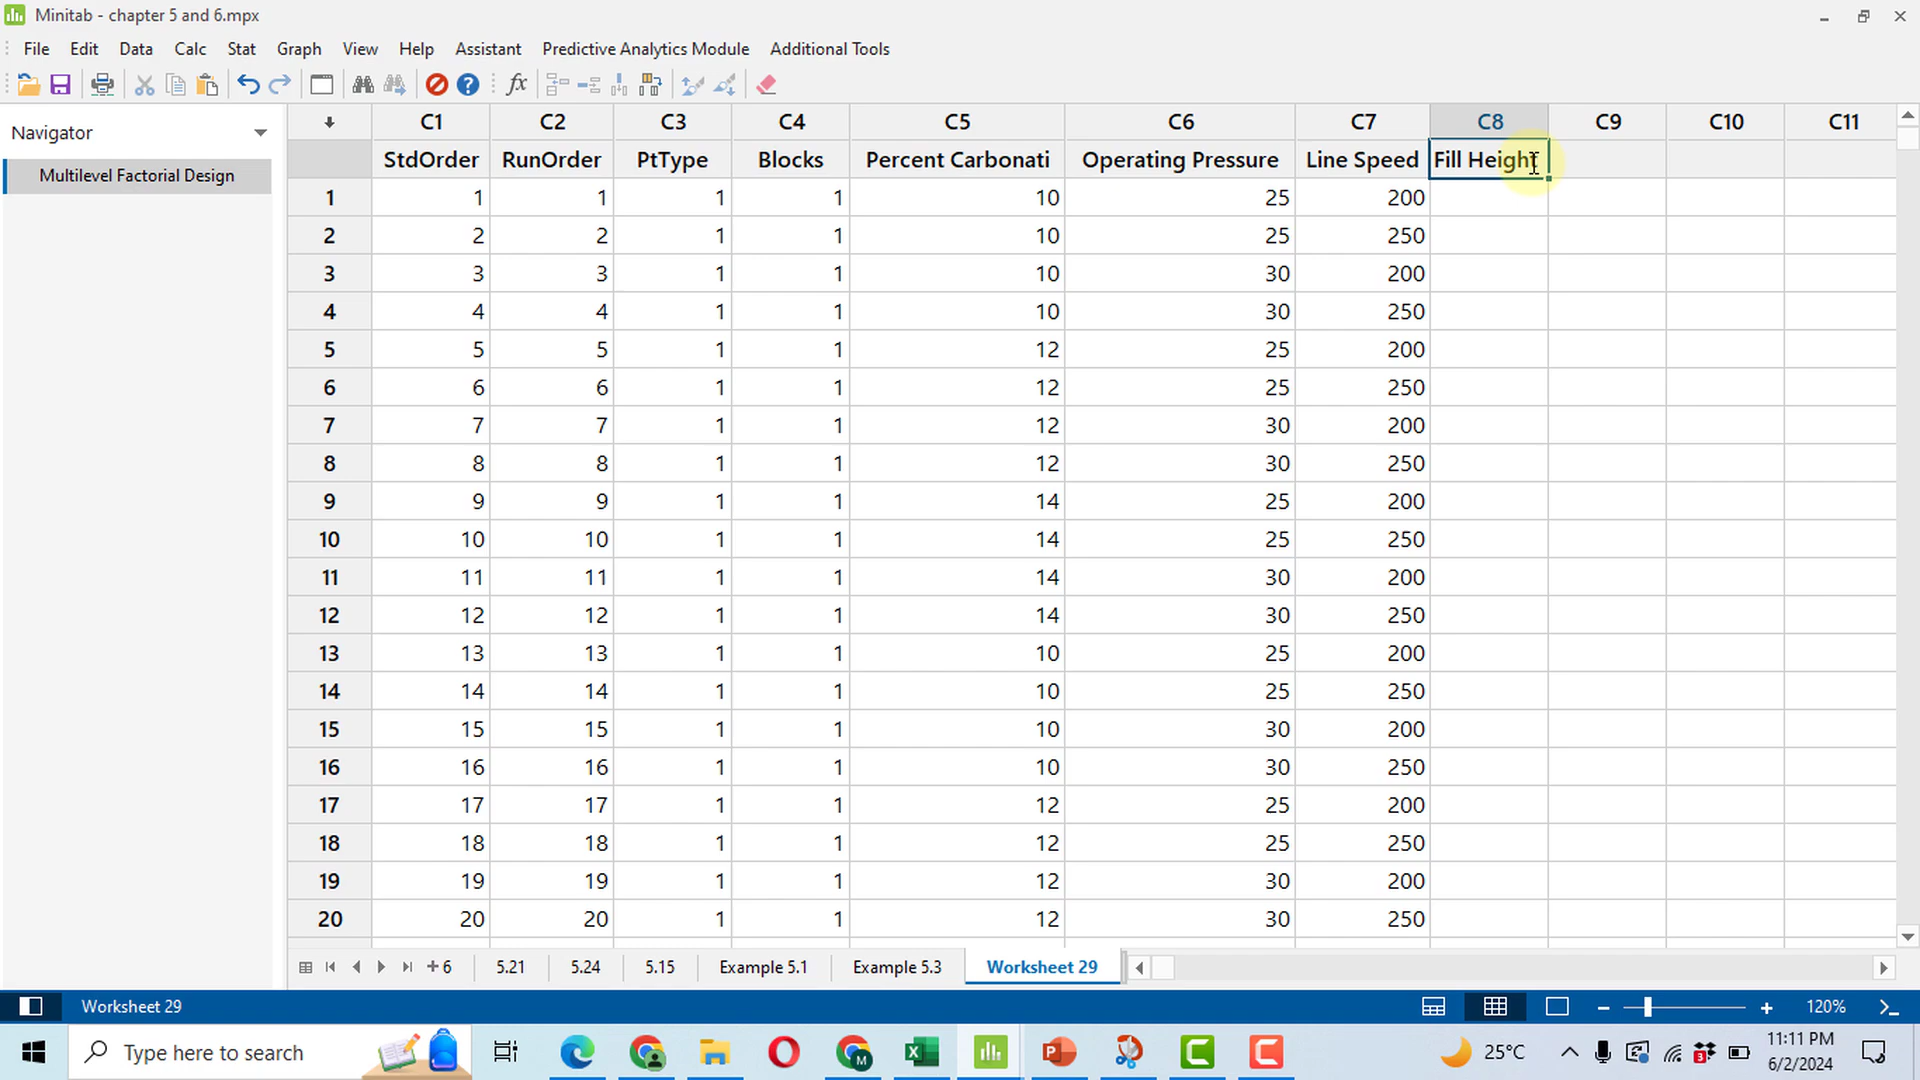 Minitab - chapter 5 and 6.mpx
File Edit Data Calc Stat Graph View Help Assistant Predictive Analytics Module Additional Tools
Navigator
Multilevel Factorial Design
C1 C2 C3 C4 C5 C6 C7 C8 C9 C10 C11
StdOrder RunOrder PtType Blocks Percent Carbonati Operating Pressure Line Speed Fill Height
1 1 1 1 1 10 25 200
2 2 2 1 1 10 25 250
3 3 3 1 1 10 30 200
4 4 4 1 1 10 30 250
5 5 5 1 1 12 25 200
6 6 6 1 1 12 25 250
7 7 7 1 1 12 30 200
8 8 8 1 1 12 30 250
9 9 9 1 1 14 25 200
10 10 10 1 1 14 25 250
11 11 11 1 1 14 30 200
12 12 12 1 1 14 30 250
13 13 13 1 1 10 25 200
14 14 14 1 1 10 25 250
15 15 15 1 1 10 30 200
16 16 16 1 1 10 30 250
17 17 17 1 1 12 25 200
18 18 18 1 1 12 25 250
19 19 19 1 1 12 30 200
20 20 20 1 1 12 30 250
+ 6 5.21 5.24 5.15 Example 5.1 Example 5.3 Worksheet 29
Worksheet 29 120%
Type here to search 25°C 11:11 PM
6/2/2024